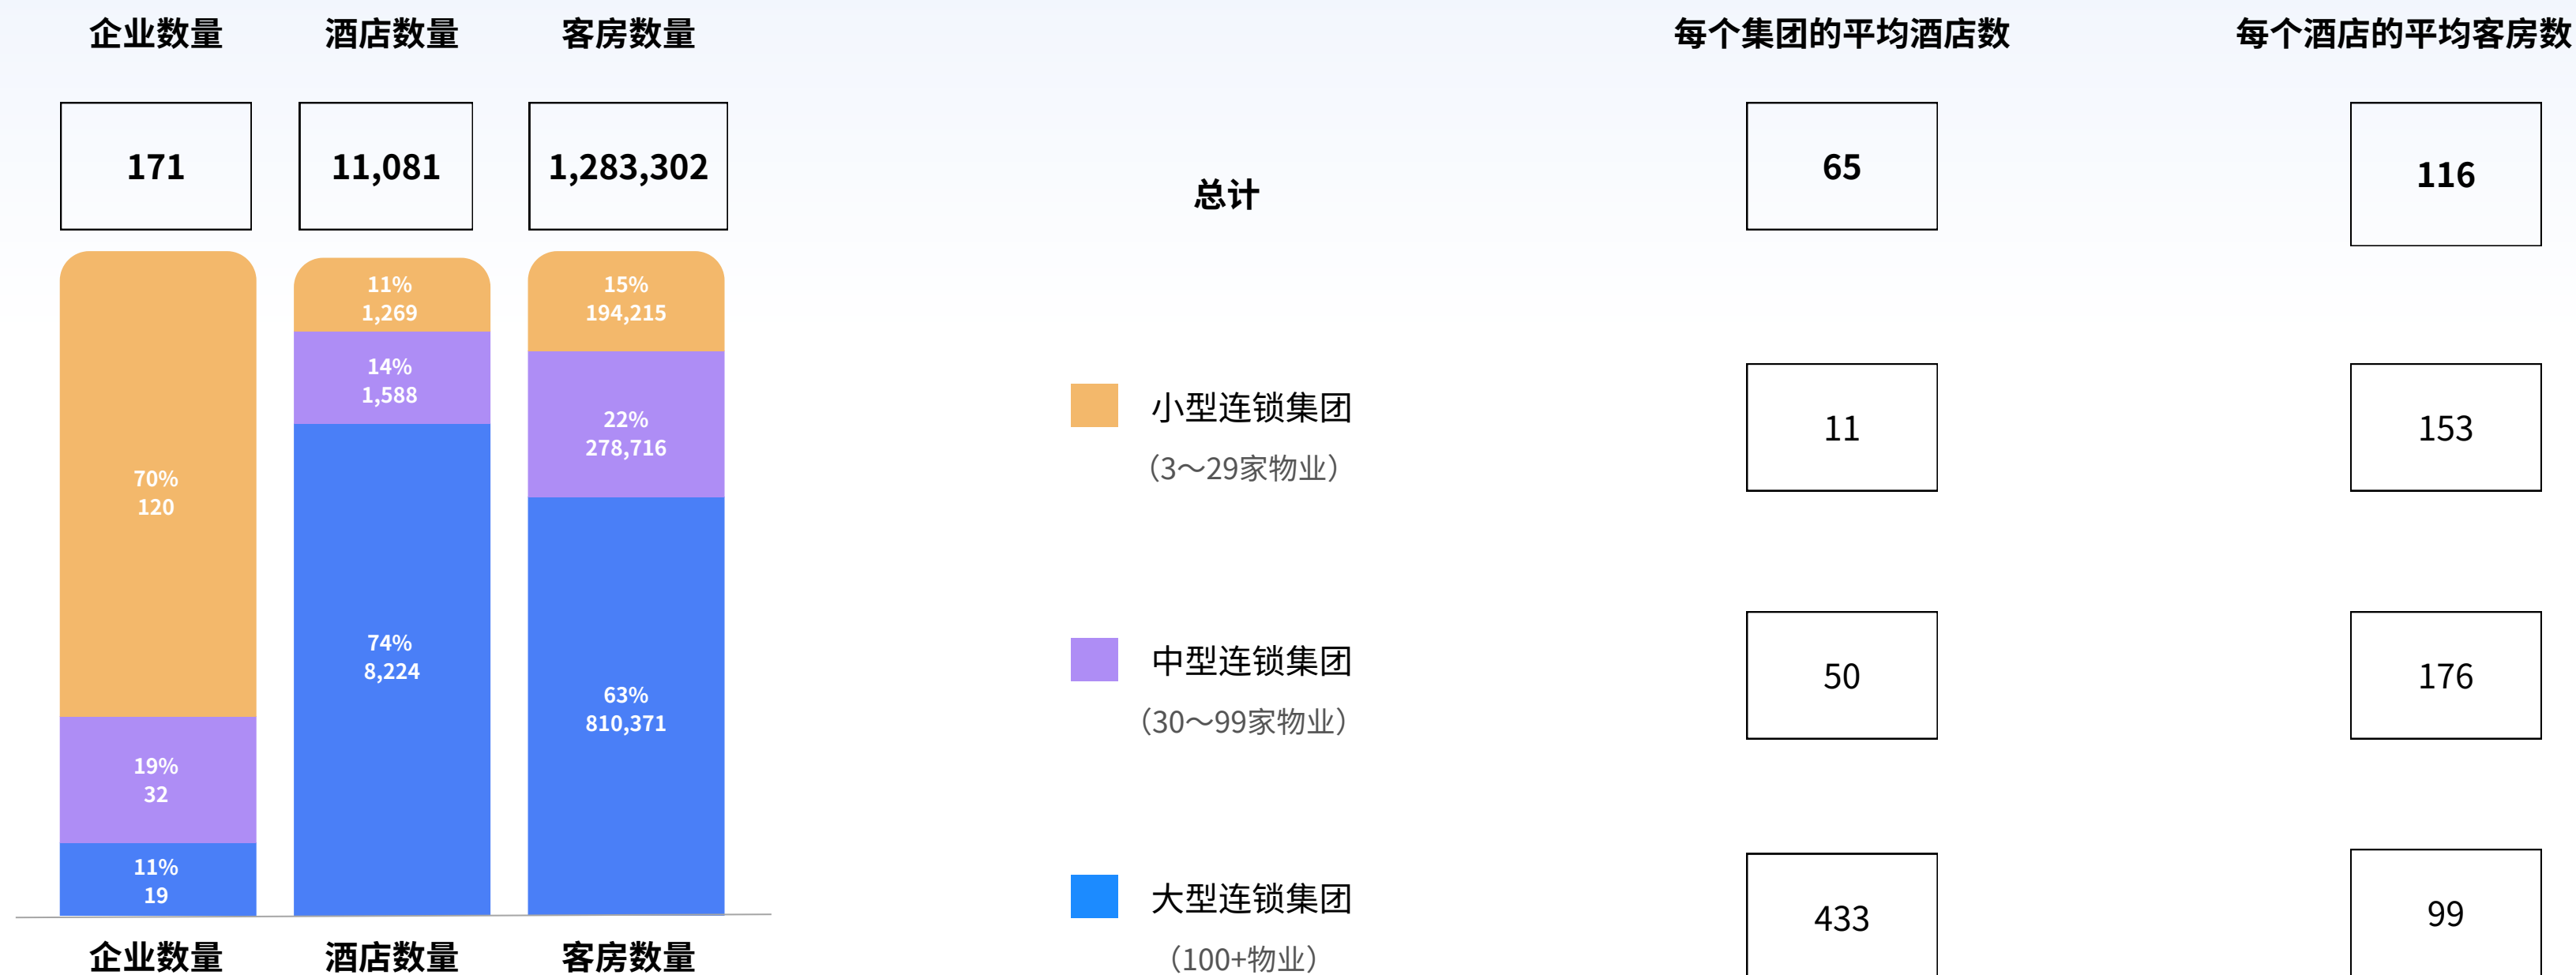 企业数量
酒店数量
客房数量
每个集团的平均酒店数
每个酒店的平均客房数
171
11,081
1,283,302
总计
65
116
70%
120
19%
32
11%
19
11%
1,269
14%
1,588
74%
8,224
15%
194,215
22%
278,716
63%
810,371
小型连锁集团
（3～29家物业）
11
153
中型连锁集团
（30～99家物业）
50
176
大型连锁集团
（100+物业）
433
99
企业数量
酒店数量
客房数量